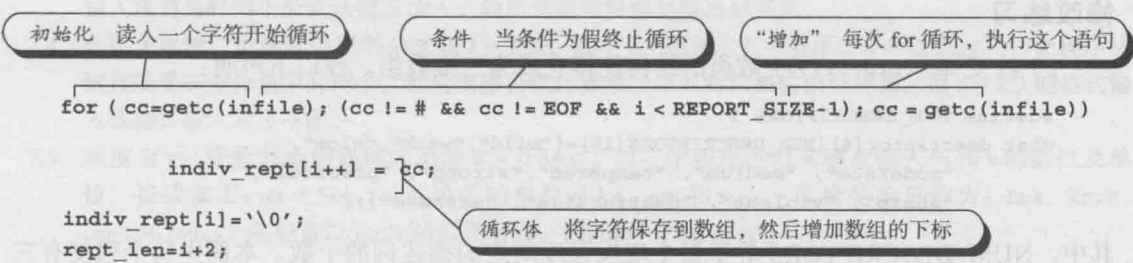 初始化 读入一个字符开始循环
条件 当条件为假终止循环
“增加” 每次 for 循环，执行这个语句
for ( cc=getc(infile); (cc != # && cc != EOF && i < REPORT_SIZE-1); cc = getc(infile))
indiv_rept[i++] = cc;
indiv_rept[i]='\0';
循环体 将字符保存到数组，然后增加数组的下标
rept_len=i+2;